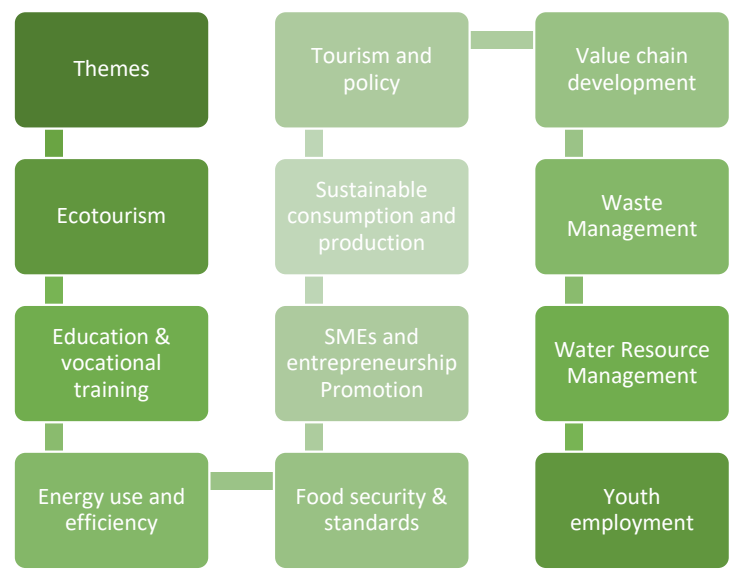 Themes
Ecotourism
Education &
vocational
training
Energy use and
efficiency
Food security &
standards
SMEs and
entrepreneurship
Promotion
Sustainable
consumption and
production
Tourism and
policy
Value chain
development
Waste
Management
Water Resource
Management
Youth
employment